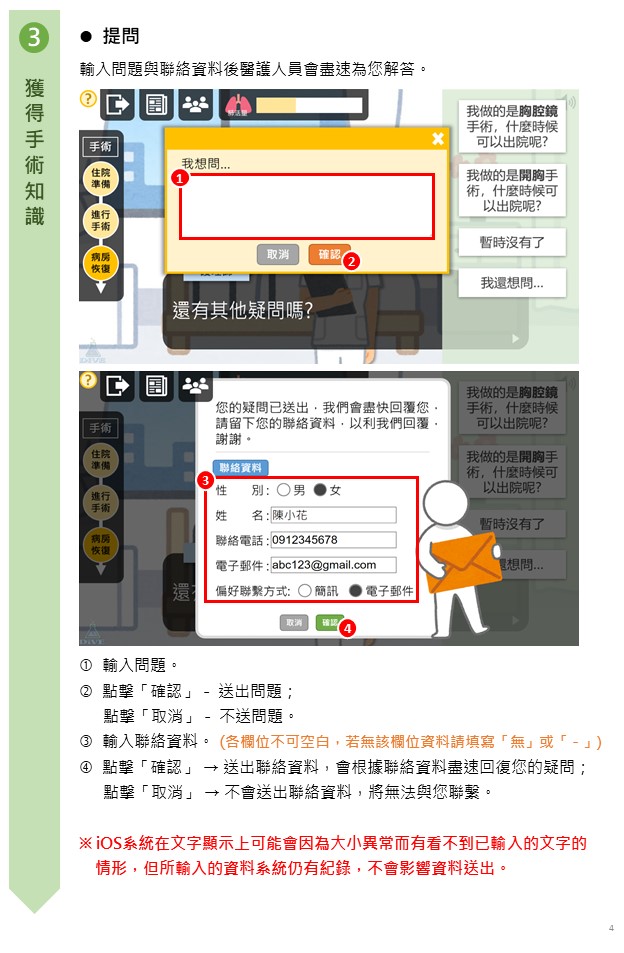 3
獲得手術知識
● 提問
輸入問題與聯絡資料後醫護人員會盡速為您解答。
?
肺活量
手術
住院
準備
進行
手術
病房
恢復
我想問...
1
取消
確認
2
還有其他疑問嗎?
我做的是胸腔鏡
手術，什麼時候
可以出院呢?
我做的是開胸手
術，什麼時候可
以出院呢?
暫時沒有了
我還想問...
?
手術
住院
準備
進行
手術
病房
恢復
您的疑問已送出，我們會盡快回覆您，
請留下您的聯絡資料，以利我們回覆，
謝謝。
聯絡資料
3
性 別: 男 女
姓 名: 陳小花
聯絡電話: 0912345678
電子郵件: abc123@gmail.com
偏好聯繫方式: 簡訊 電子郵件
取消
確認
4
還
我做的是胸腔鏡
手術，什麼時候
可以出院呢?
我做的是開胸手
術，什麼時候可
以出院呢?
暫時沒有了
想問...
① 輸入問題。
② 點擊「確認」- 送出問題；
點擊「取消」- 不送問題。
③ 輸入聯絡資料。(各欄位不可空白，若無該欄位資料請填寫「無」或「-」)
④ 點擊「確認」→ 送出聯絡資料，會根據聯絡資料盡速回復您的疑問；
點擊「取消」→ 不會送出聯絡資料，將無法與您聯繫。
※ iOS系統在文字顯示上可能會因為大小異常而有看不到已輸入的文字的
情形，但所輸入的資料系統仍有紀錄，不會影響資料送出。
4